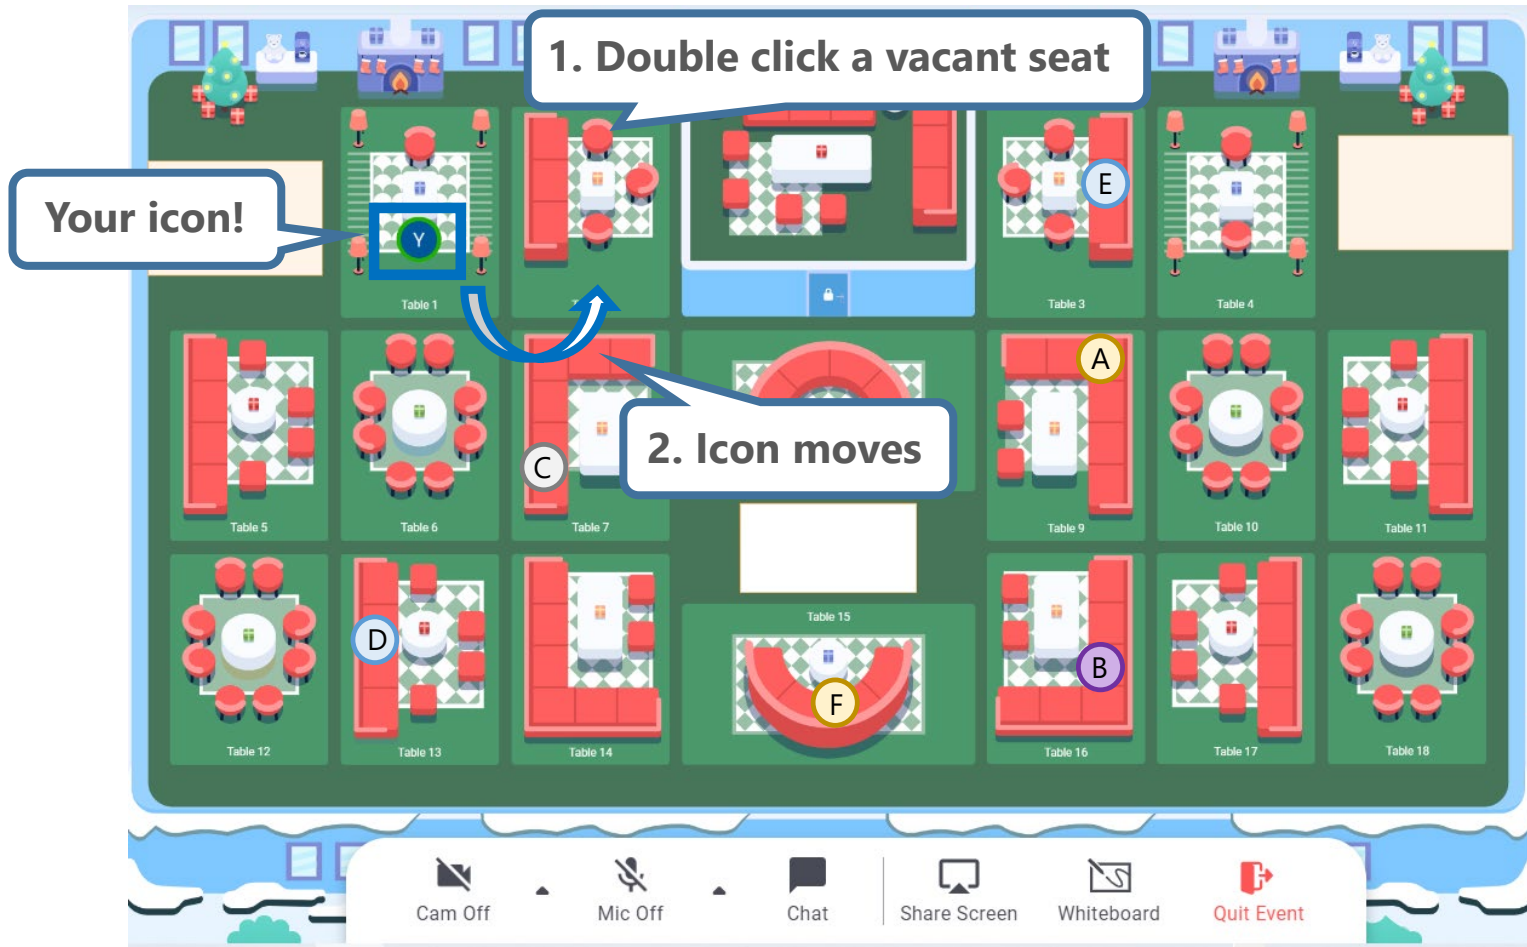 1. Double click a vacant seat
Your icon!
E
Y
Table 1
Table 3
Table 4
A
C
2. Icon moves
Table 5
Table 6
Table 7
Table 9
Table 10
Table 11
Table 15
D
B
F
Table 12
Table 13
Table 14
Table 16
Table 17
Table 18
Cam Off
Mic Off
Chat
Share Screen
Whiteboard
Quit Event